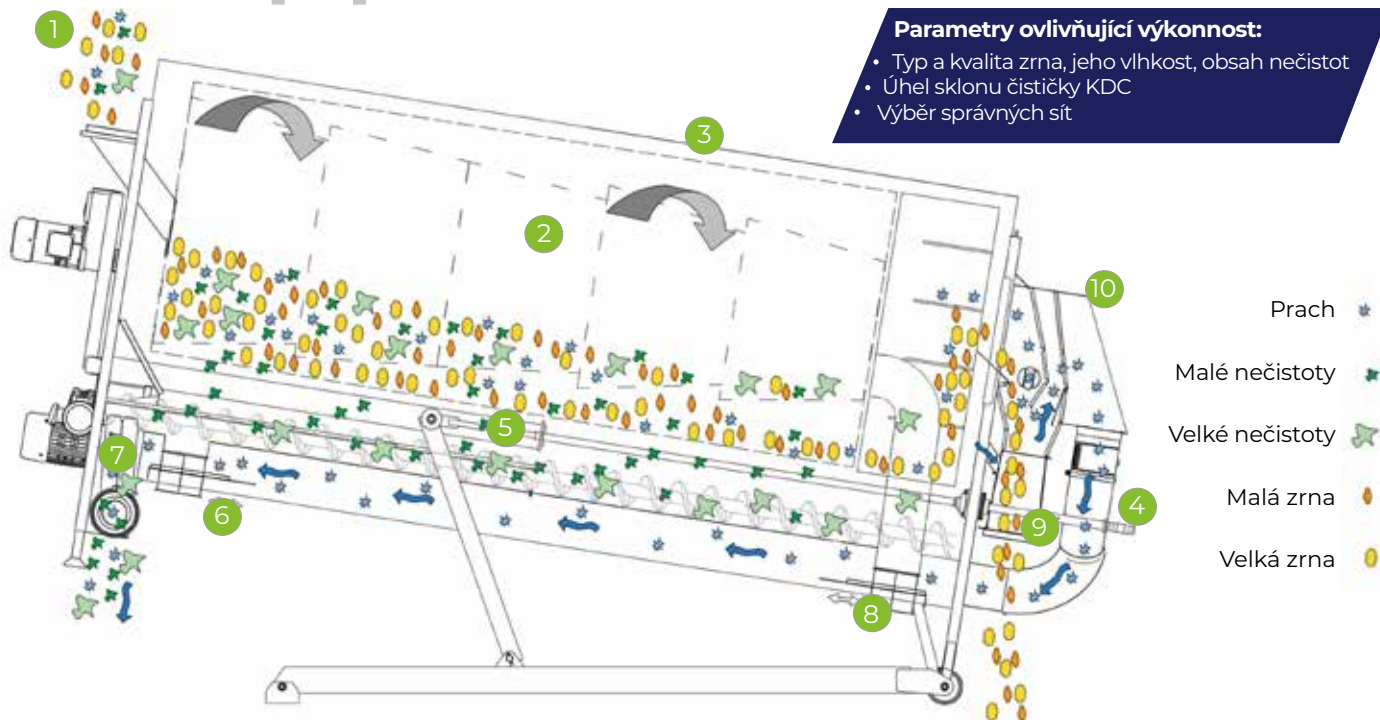 1
Parametry ovlivňující výkonnost:
• Typ a kvalita zrna, jeho vlhkost, obsah nečistot
• Úhel sklonu čističky KDC
• Výběr správných sít
3
2
10
Prach
Malé nečistoty
Velké nečistoty
5
7
Malá zrna
6
4
9
Velká zrna
8